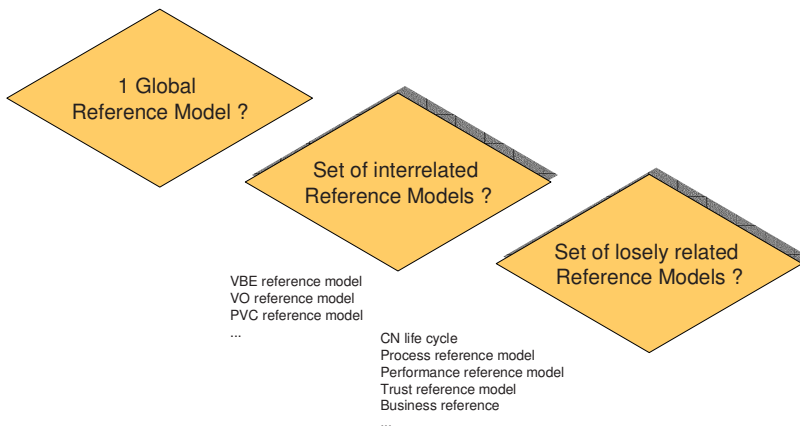 1 Global
Reference Model ?
Set of interrelated
Reference Models ?
Set of losely related
Reference Models ?
VBE reference model
VO reference model
PVC reference model
...
CN life cycle
Process reference model
Performance reference model
Trust reference model
Business reference
...